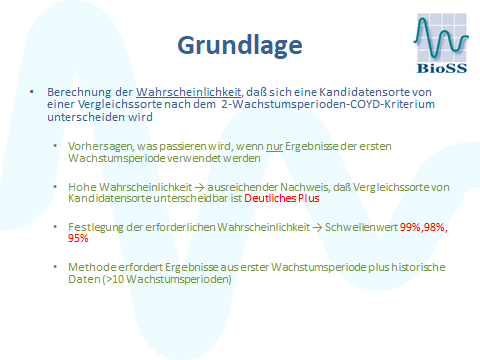 Grundlage
BioSS
• Berechnung der Wahrscheinlichkeit, daß sich eine Kandidatensorte von
einer Vergleichssorte nach dem 2-Wachstumsperioden-COYD-Kriterium
unterscheiden wird
• Vorhersagen, was passieren wird, wenn nur Ergebnisse der ersten
Wachstumsperiode verwendet werden
• Hohe Wahrscheinlichkeit → ausreichender Nachweis, daß Vergleichssorte von
Kandidatensorte unterscheidbar ist Deutliches Plus
• Festlegung der erforderlichen Wahrscheinlichkeit → Schwellenwert 99%,98%,
95%
• Methode erfordert Ergebnisse aus erster Wachstumsperiode plus historische
Daten (>10 Wachstumsperioden)